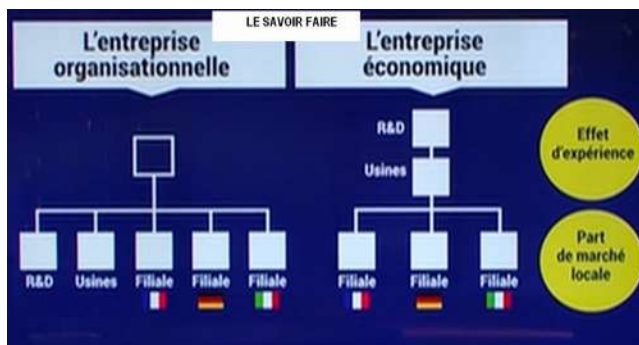 LE SAVOIR FAIRE
L'entreprise
organisationnelle
L'entreprise
économique
R&D
Usines
Effet
d'expérience
R&D
Usines
Filiale
Filiale
Filiale
Filiale
Filiale
Filiale
Part
de marché
locale